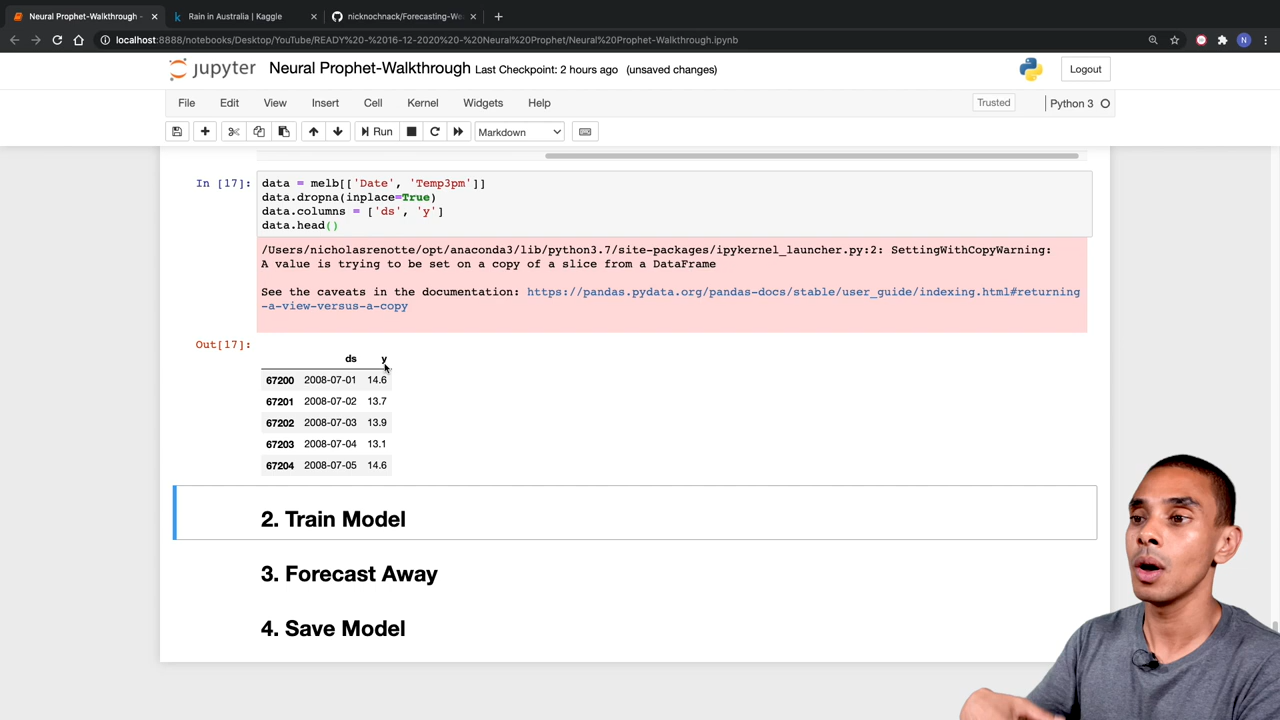 Neural Prophet-Walkthrough -
Rain in Australia | Kaggle
nicknochnack/Forecasting-We
localhost:8888/notebooks/Desktop/YouTube/READY%20-%2016-12-2020%20-%20Neural%20Prophet/Neural%20Prophet-Walkthrough.ipynb
N
jupyter Neural Prophet-Walkthrough Last Checkpoint: 2 hours ago (unsaved changes)
Logout
File Edit View Insert Cell Kernel Widgets Help
Trusted
Python 3
Run
Markdown
In [17]: data = melb[['Date', 'Temp3pm']]
data.dropna(inplace=True)
data.columns = ['ds', 'y']
data.head()
/Users/nicholasrenotte/opt/anaconda3/lib/python3.7/site-packages/ipykernel_launcher.py:2: SettingWithCopyWarning:
A value is trying to be set on a copy of a slice from a DataFrame
See the caveats in the documentation: https://pandas.pydata.org/pandas-docs/stable/user_guide/indexing.html#returning
-a-view-versus-a-copy
Out[17]:
ds y
67200 2008-07-01 14.6
67201 2008-07-02 13.7
67202 2008-07-03 13.9
67203 2008-07-04 13.1
67204 2008-07-05 14.6
2. Train Model
3. Forecast Away
4. Save Model